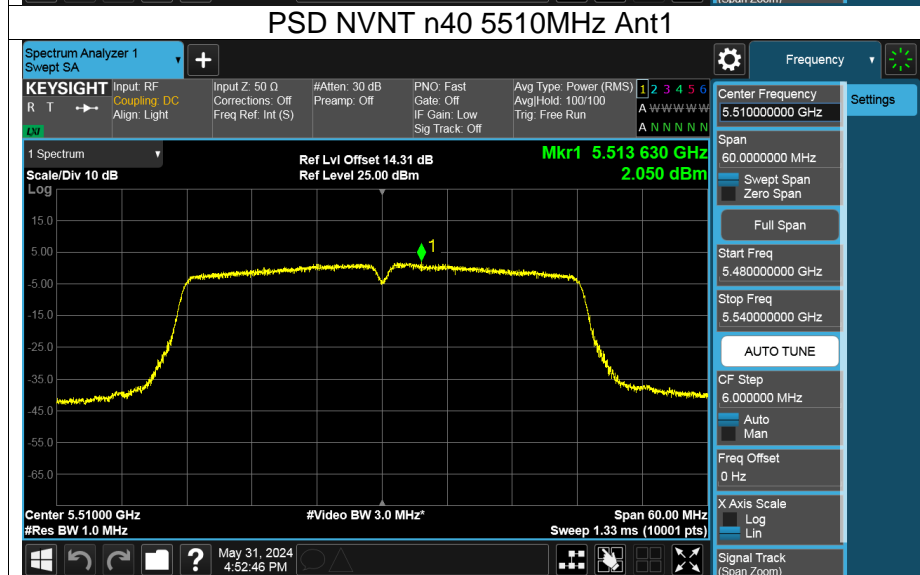 (Span Zoom)
PSD NVNT n40 5510MHz Ant1
Spectrum Analyzer 1
Swept SA
+
Frequency
KEYSIGHT
R T
LXI
Input: RF
Coupling: DC
Align: Light
Input Z: 50 Ω
Corrections: Off
Freq Ref: Int (S)
#Atten: 30 dB
Preamp: Off
PNO: Fast
Gate: Off
IF Gain: Low
Sig Track: Off
Avg Type: Power (RMS)
Avg|Hold: 100/100
Trig: Free Run
1 2 3 4 5 6
A W W W W W
A N N N N N
1 Spectrum
Scale/Div 10 dB
Ref Lvl Offset 14.31 dB
Ref Level 25.00 dBm
Mkr1 5.513 630 GHz
2.050 dBm
Log
15.0
5.00
-5.00
-15.0
-25.0
-35.0
-45.0
-55.0
-65.0
1
Center 5.51000 GHz
#Res BW 1.0 MHz
#Video BW 3.0 MHz*
Span 60.00 MHz
Sweep 1.33 ms (10001 pts)
Center Frequency
5.510000000 GHz
Settings
Span
60.0000000 MHz
Swept Span
Zero Span
Full Span
Start Freq
5.480000000 GHz
Stop Freq
5.540000000 GHz
AUTO TUNE
CF Step
6.000000 MHz
Auto
Man
Freq Offset
0 Hz
X Axis Scale
Log
Lin
Signal Track
(Span Zoom)
?
May 31, 2024
4:52:46 PM